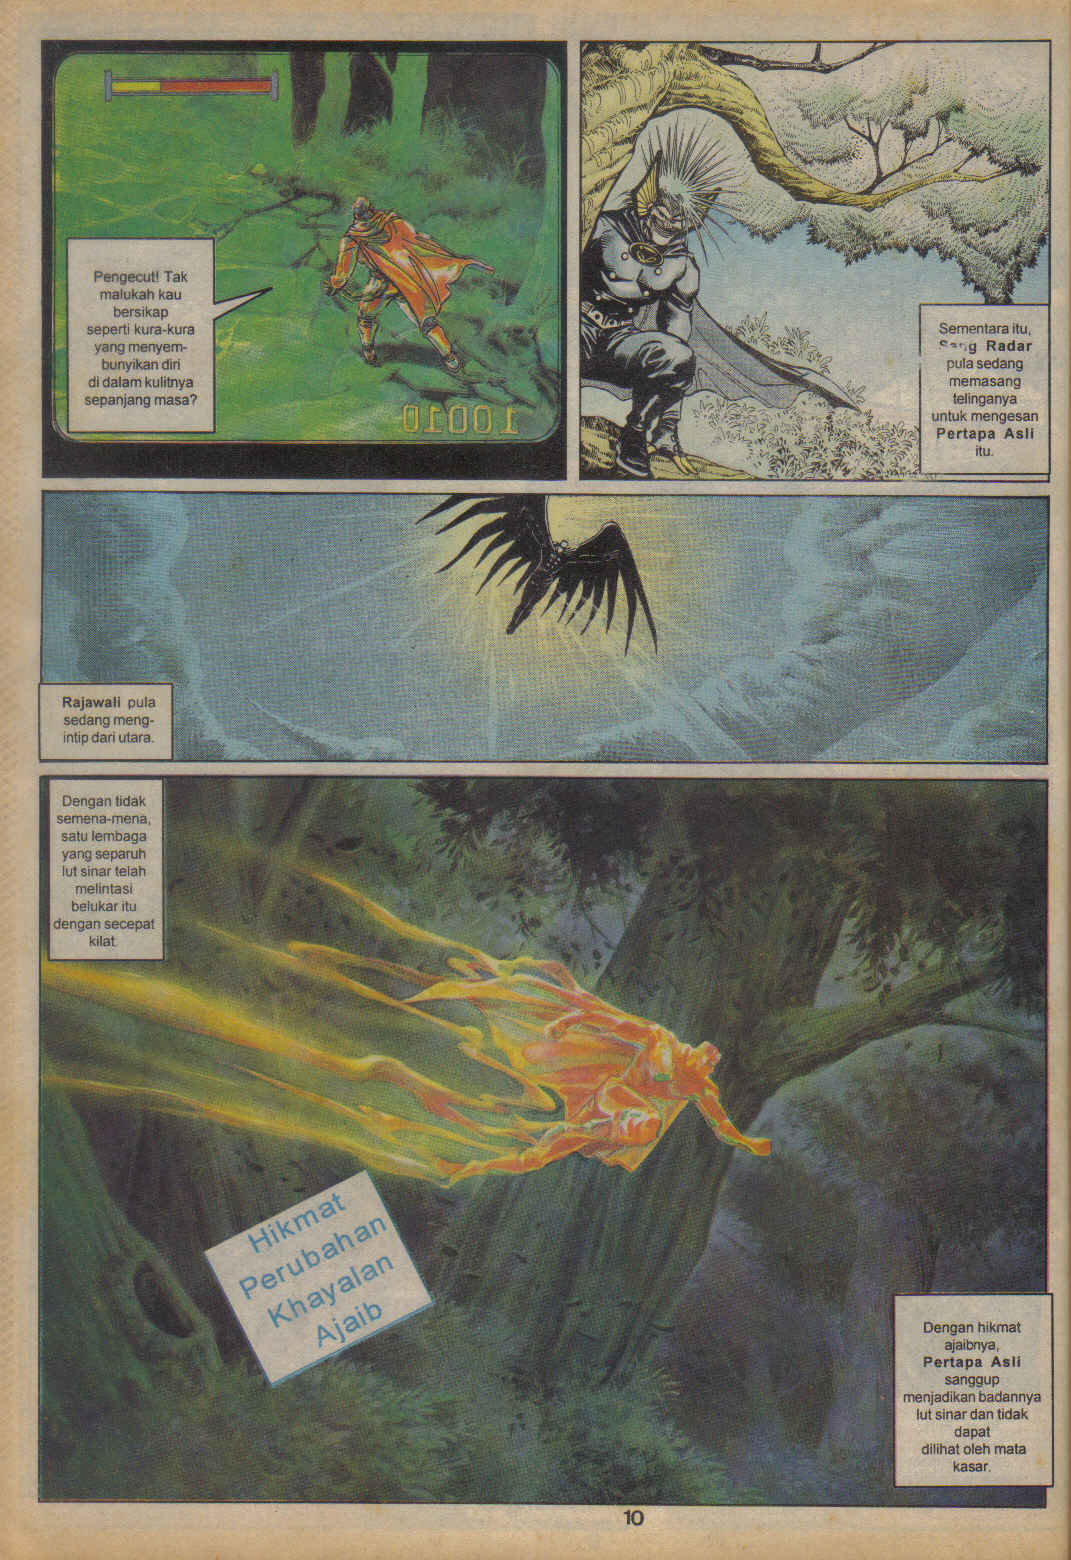 Pengecut! Tak
malukah kau
bersikap
seperti kura-kura
yang menyem-
bunyikan diri
di dalam kulitnya
sepanjang masa?
10010
Sementara itu,
Sang Radar
pula sedang
memasang
telinganya
untuk mengesan
Pertapa Asli
itu.
Rajawali pula
sedang meng-
intip dari utara.
Dengan tidak
semena-mena,
satu lembaga
yang separuh
lut sinar telah
melintasi
belukar itu
dengan secepat
kilat.
Hikmat
Perubahan
Khayalan
Ajaib
Dengan hikmat
ajaibnya,
Pertapa Asli
sanggup
menjadikan badannya
lut sinar dan tidak
dapat
dilihat oleh mata
kasar.
10